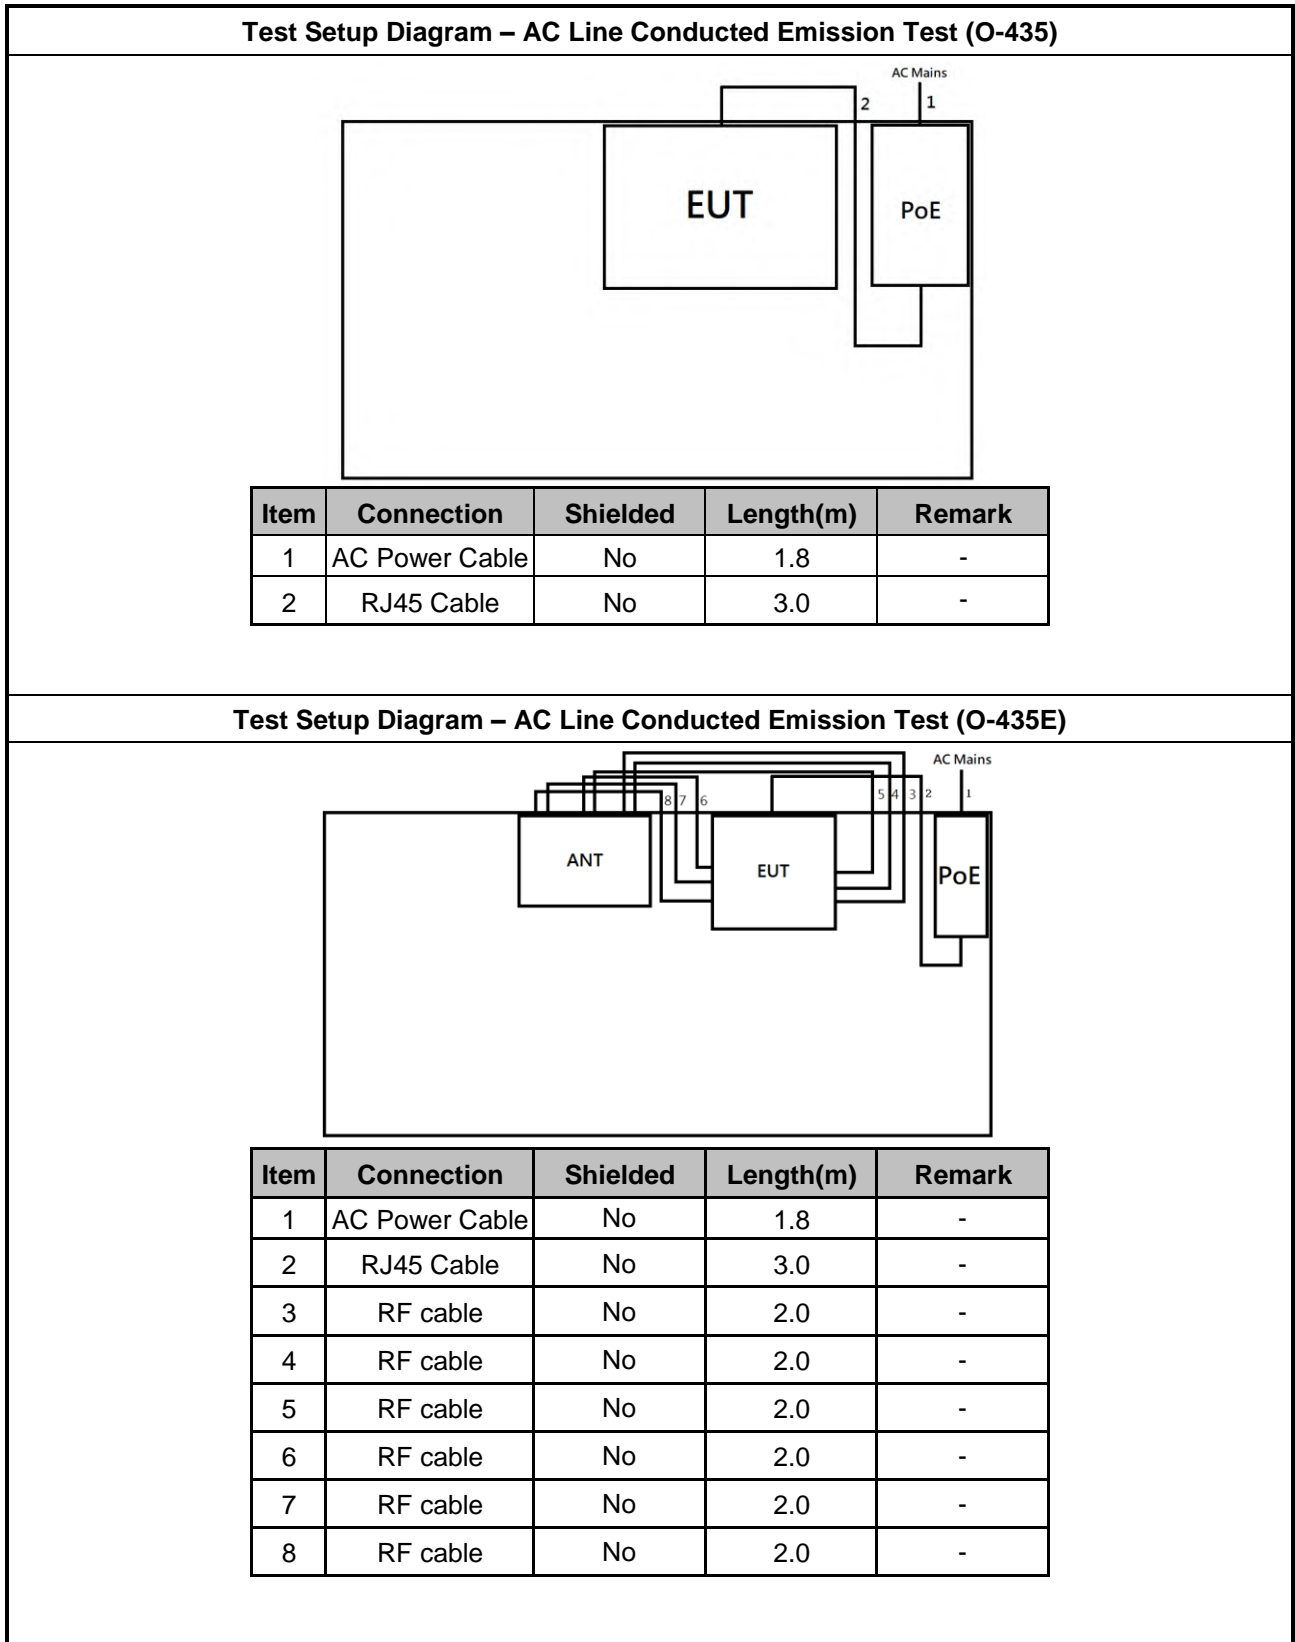 Test Setup Diagram – AC Line Conducted Emission Test (O-435)
AC Mains
2 1
EUT PoE
Item Connection Shielded Length(m) Remark
1 AC Power Cable No 1.8 -
2 RJ45 Cable No 3.0 -
Test Setup Diagram – AC Line Conducted Emission Test (O-435E)
AC Mains
8 7 6 5 4 3 2 1
ANT EUT PoE
Item Connection Shielded Length(m) Remark
1 AC Power Cable No 1.8 -
2 RJ45 Cable No 3.0 -
3 RF cable No 2.0 -
4 RF cable No 2.0 -
5 RF cable No 2.0 -
6 RF cable No 2.0 -
7 RF cable No 2.0 -
8 RF cable No 2.0 -